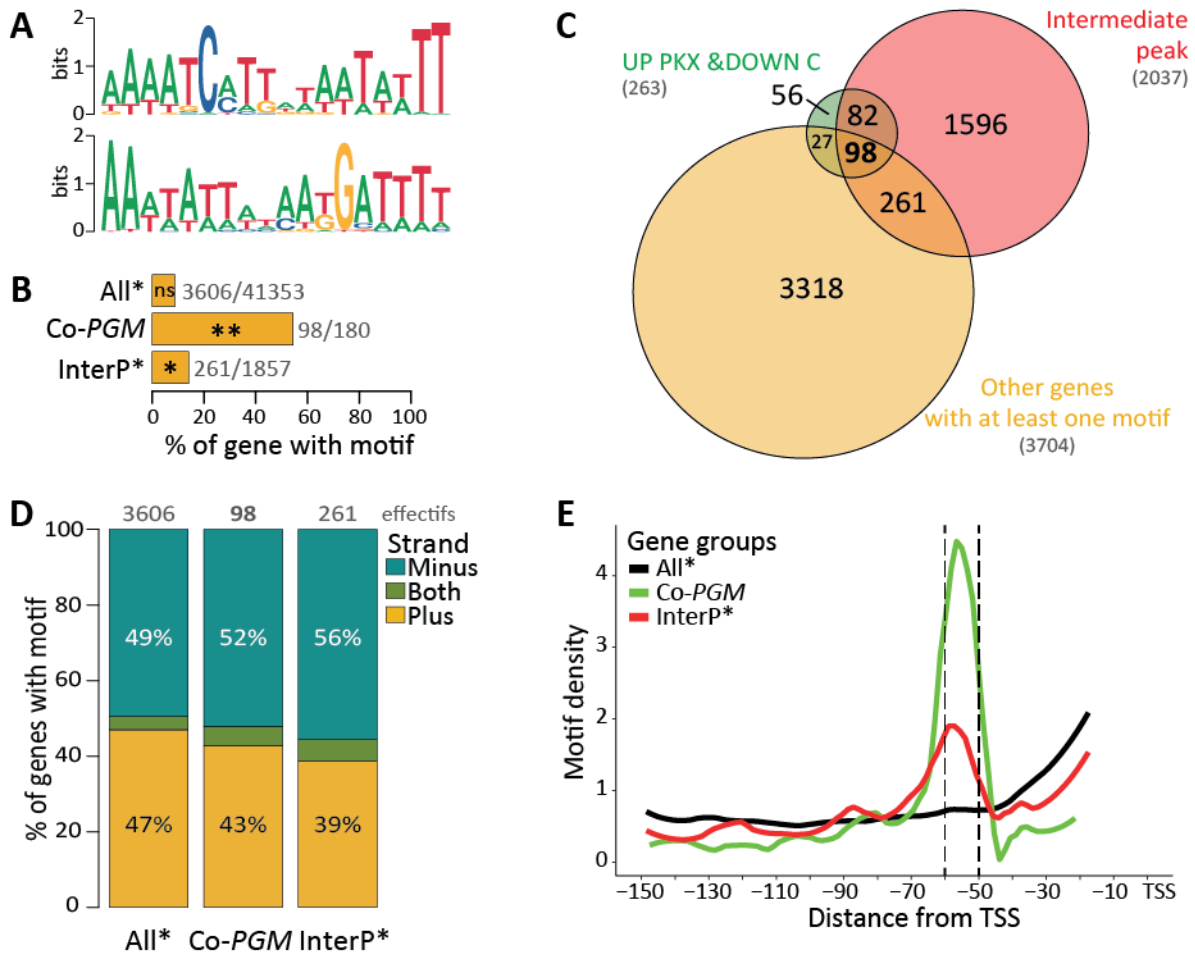 A
2
bits
1
0
2
bits
1
0
B
All*
ns
3606/41353
Co-PGM
**
98/180
InterP*
*
261/1857
0 20 40 60 80 100
% of gene with motif
C
Intermediate
peak
(2037)
UP PKX &DOWN C
(263)
56
82
1596
27
98
261
3318
Other genes
with at least one motif
(3704)
D
3606 98 261 effectifs
100
80
60
40
20
0
% of genes with motif
Strand
Minus
Both
Plus
49% 52% 56%
47% 43% 39%
All* Co-PGM InterP*
E
Gene groups
All*
Co-PGM
InterP*
Motif density
4
3
2
1
0
−150 −130 −110 −90 −70 −50 −30 −10 TSS
Distance from TSS